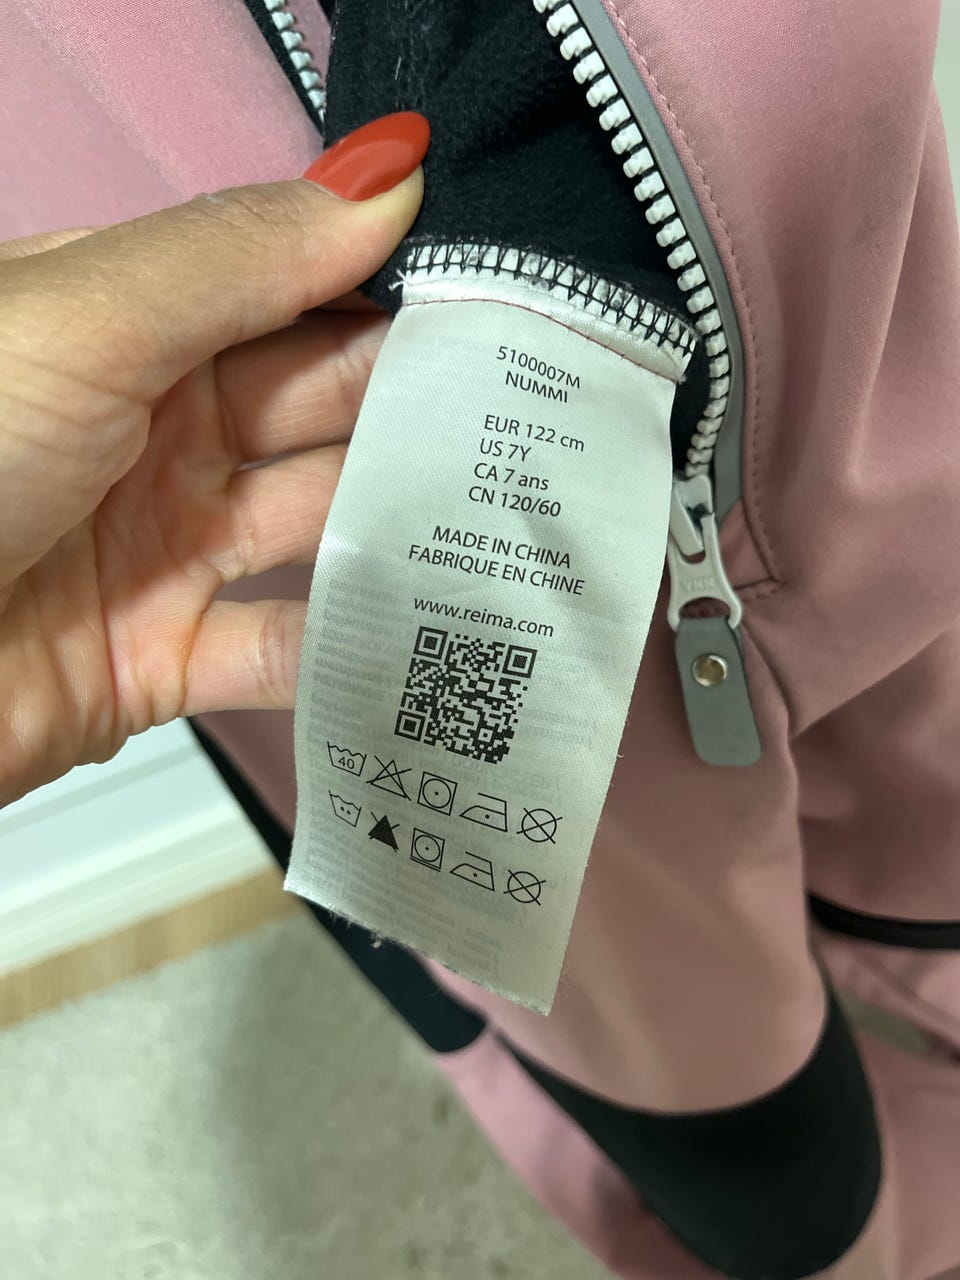 5100007M
NUMMI
EUR 122 cm
US 7Y
CA 7 ans
CN 120/60
MADE IN CHINA
FABRIQUE EN CHINE
www.reima.com
40
YKK